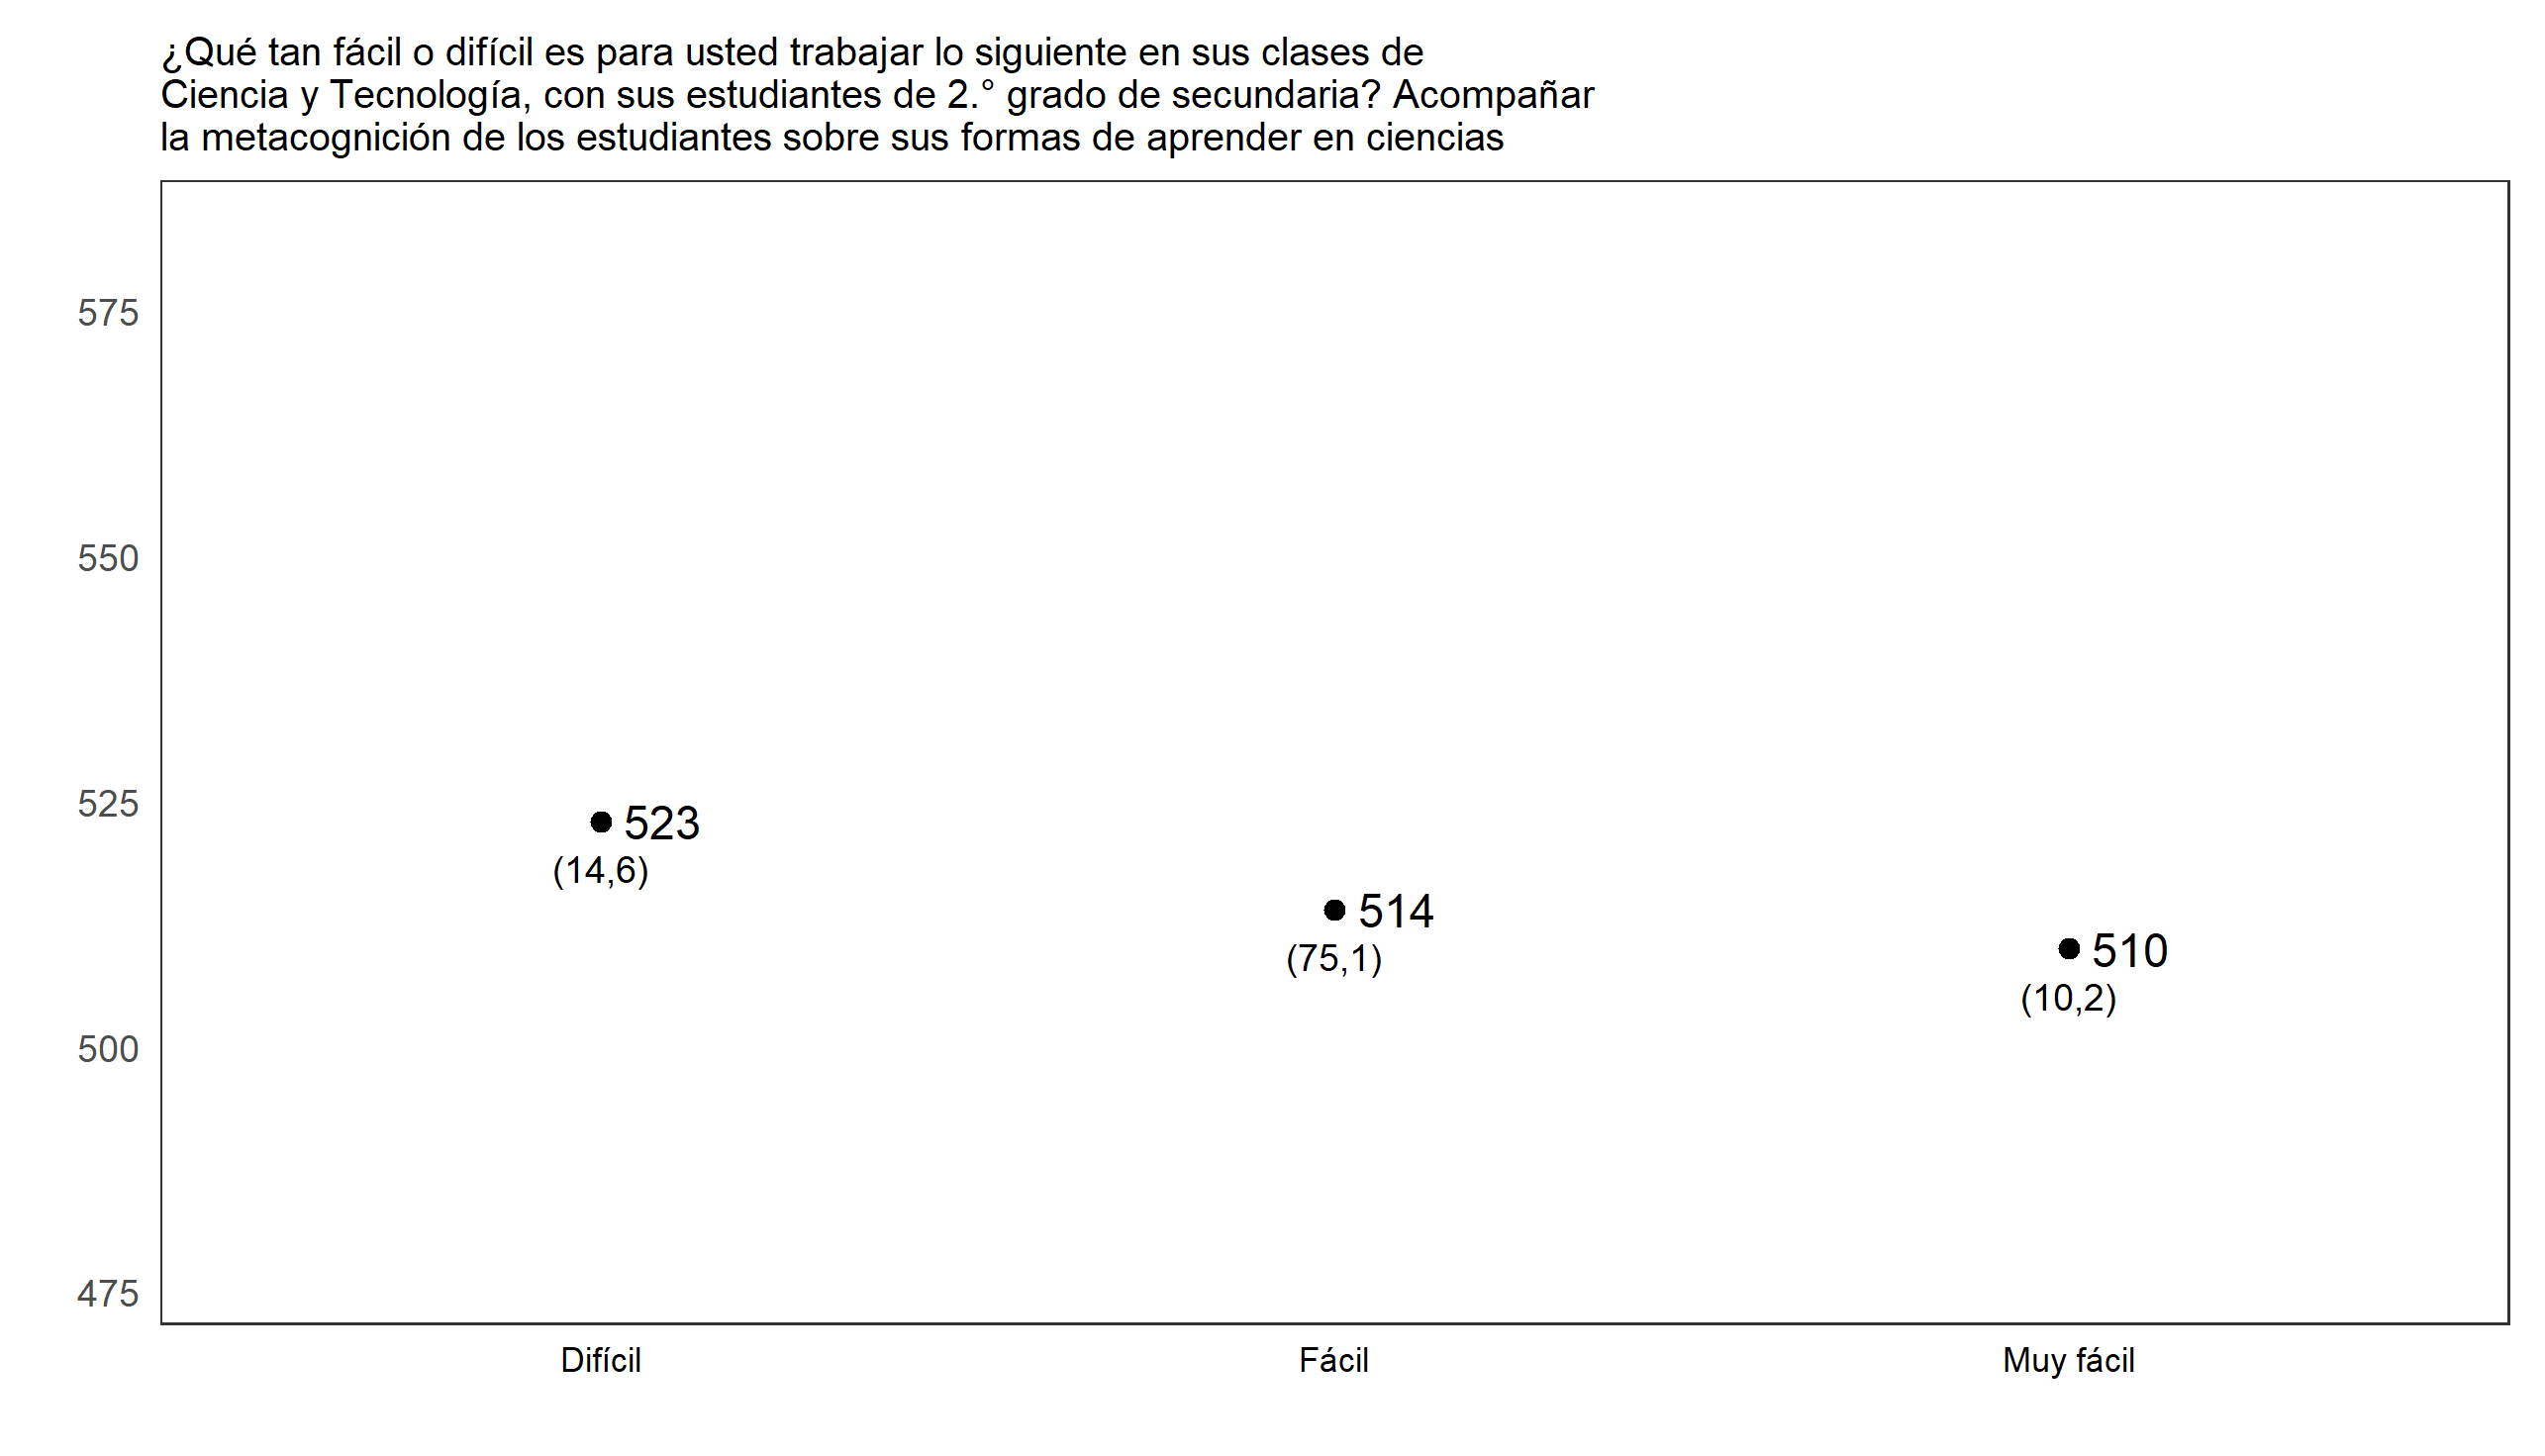 ¿Qué tan fácil o difícil es para usted trabajar lo siguiente en sus clases de
Ciencia y Tecnología, con sus estudiantes de 2.° grado de secundaria? Acompañar
la metacognición de los estudiantes sobre sus formas de aprender en ciencias
575
550
525
523
(14,6)
514
(75,1)
510
(10,2)
500
475
Difícil
Fácil
Muy fácil